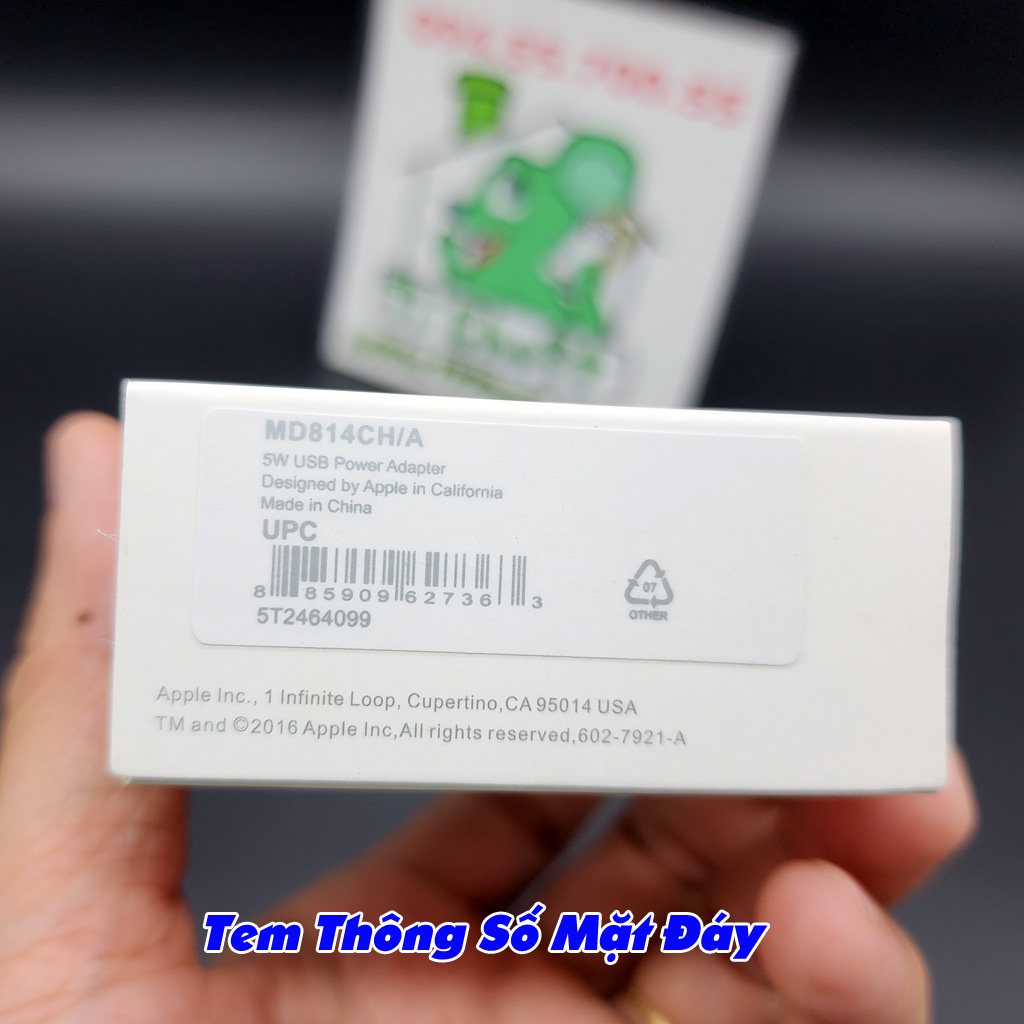 MD814CH/A
5W USB Power Adapter
Designed by Apple in California
Made in China
UPC
8 85909 62736 3
5T2464099
07
OTHER
Apple Inc., 1 Infinite Loop, Cupertino,CA 95014 USA
TM and ©2016 Apple Inc,All rights reserved,602-7921-A
Tem Thông Số Mặt Đáy